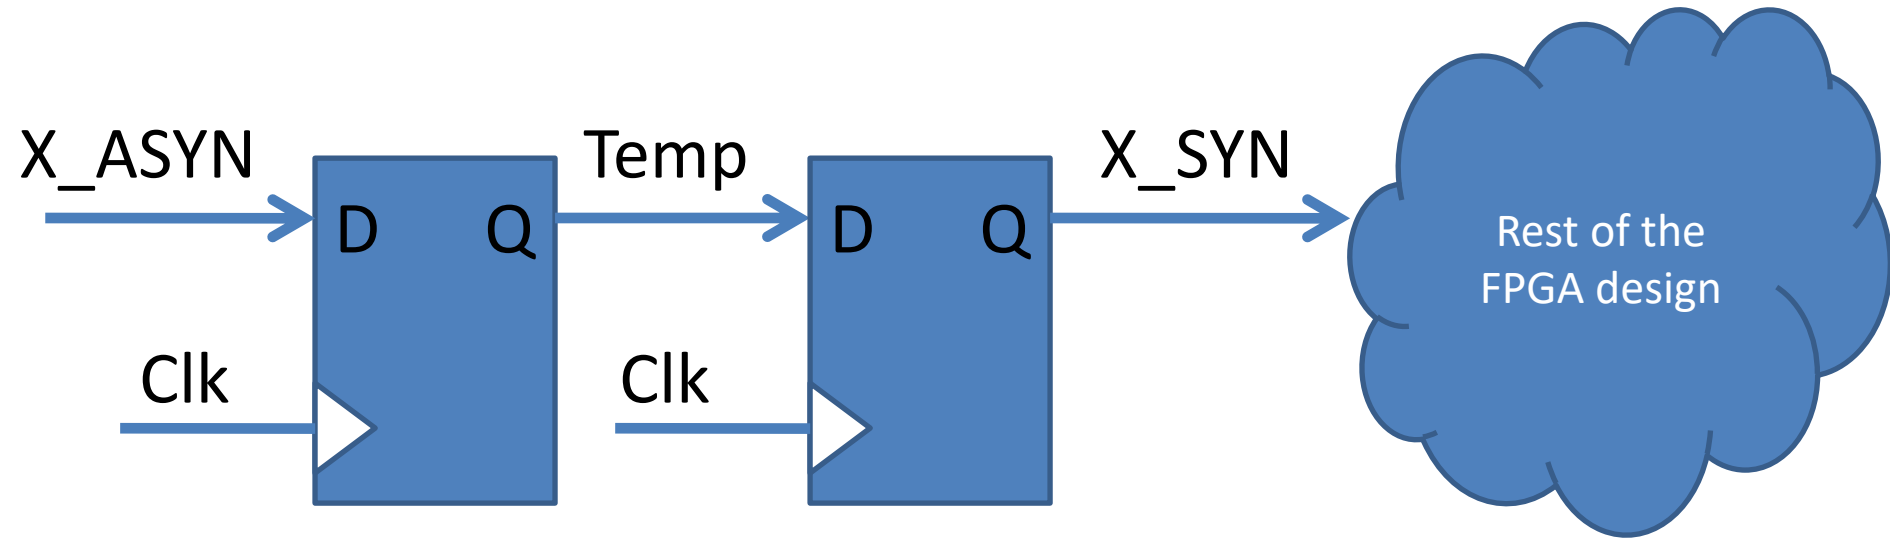 X_ASYN
Temp
X_SYN
D
Q
D
Q
Rest of the
FPGA design
Clk
Clk